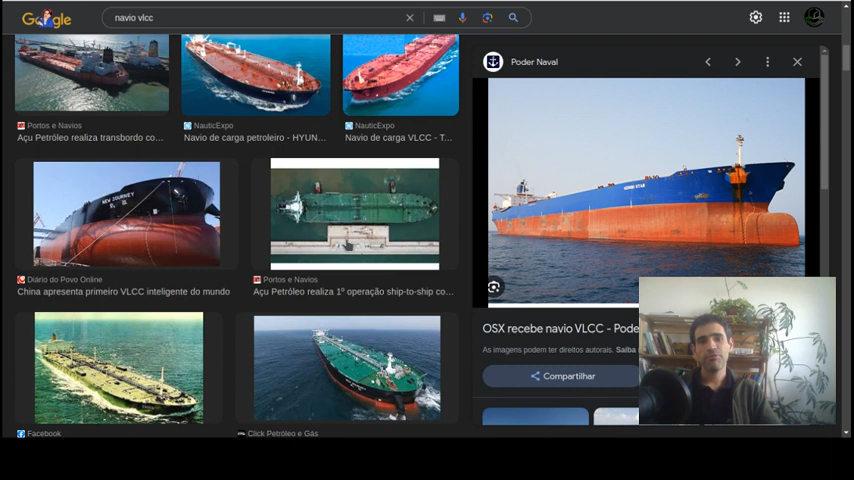 Google
navio vlcc
Portos e Navios
Açu Petróleo realiza transbordo co...
NauticExpo
Navio de carga petroleiro - HYUN...
NauticExpo
Navio de carga VLCC - T...
NEW JOURNEY
Diário do Povo Online
China apresenta primeiro VLCC inteligente do mundo
Portos e Navios
Açu Petróleo realiza 1º operação ship-to-ship co...
Facebook
Click Petróleo e Gás
Poder Naval
OSX recebe navio VLCC - Pode
As imagens podem ter direitos autorais. Saiba
Compartilhar